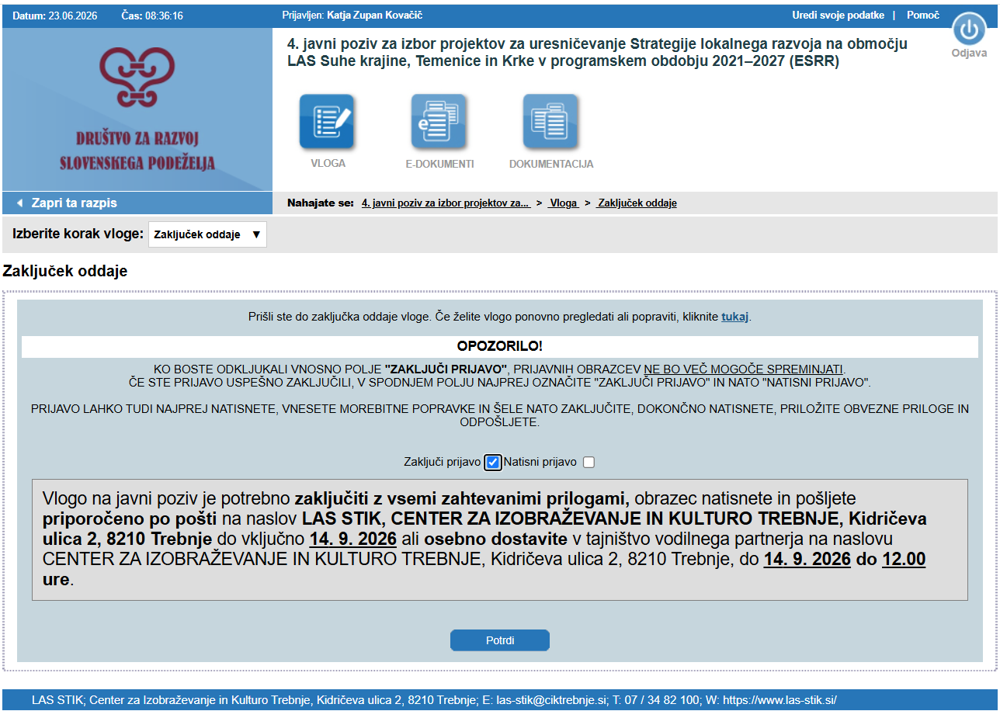 Datum: 23.06.2026 Čas: 08:36:16 Prijavljen: Katja Zupan Kovačič Uredi svoje podatke | Pomoč
Odjava
DRUŠTVO ZA RAZVOJ
SLOVENSKEGA PODEŽELJA
4. javni poziv za izbor projektov za uresničevanje Strategije lokalnega razvoja na območju
LAS Suhe krajine, Temenice in Krke v programskem obdobju 2021–2027 (ESRR)
VLOGA E-DOKUMENTI DOKUMENTACIJA
Zapri ta razpis Nahajate se: 4. javni poziv za izbor projektov za... > Vloga > Zaključek oddaje
Izberite korak vloge: Zaključek oddaje ▼
Zaključek oddaje
Prišli ste do zaključka oddaje vloge. Če želite vlogo ponovno pregledati ali popraviti, kliknite tukaj.
OPOZORILO!
KO BOSTE ODKLJUKALI VNOSNO POLJE "ZAKLJUČI PRIJAVO", PRIJAVNIH OBRAZCEV NE BO VEČ MOGOČE SPREMINJATI.
ČE STE PRIJAVO USPEŠNO ZAKLJUČILI, V SPODNJEM POLJU NAJPREJ OZNAČITE "ZAKLJUČI PRIJAVO" IN NATO "NATISNI PRIJAVO".
PRIJAVO LAHKO TUDI NAJPREJ NATISNETE, VNESETE MOREBITNE POPRAVKE IN ŠELE NATO ZAKLJUČITE, DOKONČNO NATISNETE, PRILOŽITE OBVEZNE PRILOGE IN
ODPOŠLJETE.
Zaključi prijavo Natisni prijavo
Vlogo na javni poziv je potrebno zaključiti z vsemi zahtevanimi prilogami, obrazec natisnete in pošljete
priporočeno po pošti na naslov LAS STIK, CENTER ZA IZOBRAŽEVANJE IN KULTURO TREBNJE, Kidričeva
ulica 2, 8210 Trebnje do vključno 14. 9. 2026 ali osebno dostavite v tajništvo vodilnega partnerja na naslovu
CENTER ZA IZOBRAŽEVANJE IN KULTURO TREBNJE, Kidričeva ulica 2, 8210 Trebnje, do 14. 9. 2026 do 12.00
ure.
Potrdi
LAS STIK; Center za Izobraževanje in Kulturo Trebnje, Kidričeva ulica 2, 8210 Trebnje; E: las-stik@ciktrebnje.si; T: 07 / 34 82 100; W: https://www.las-stik.si/